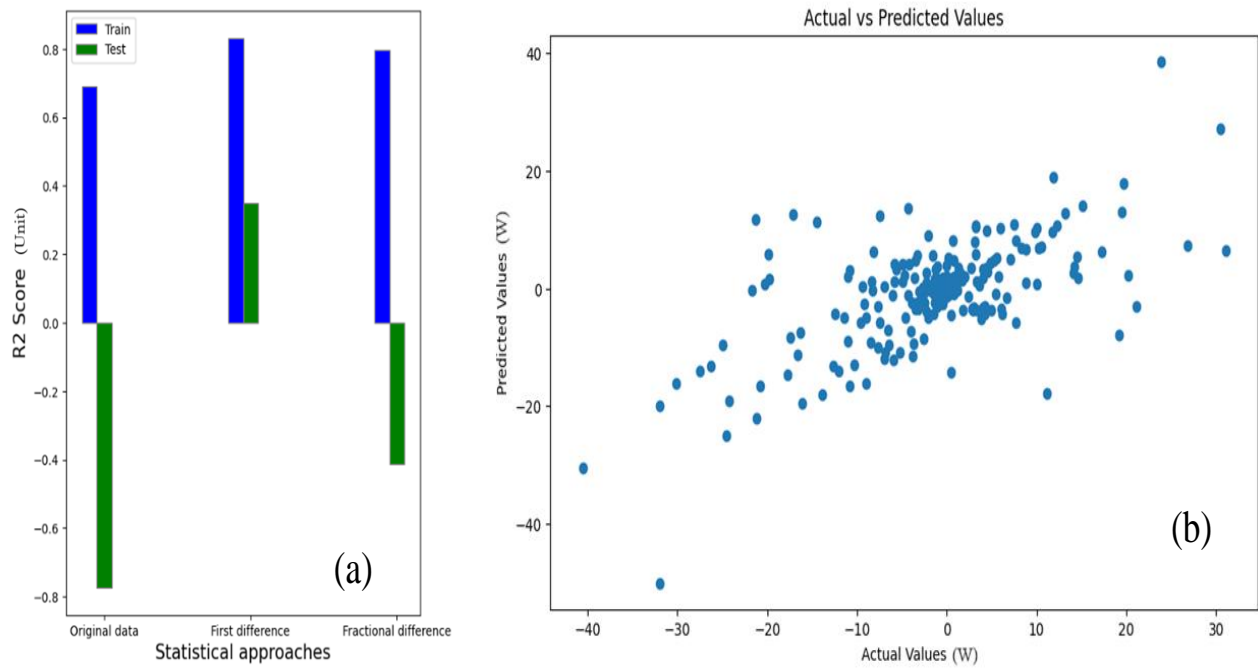 Train
Test
0.8
0.6
0.4
0.2
0.0
−0.2
−0.4
−0.6
−0.8
R2 Score (Unit)
Original data
First difference
Fractional difference
Statistical approaches
(a)
Actual vs Predicted Values
40
20
0
−20
−40
Predicted Values (W)
−40
−30
−20
−10
0
10
20
30
Actual Values (W)
(b)